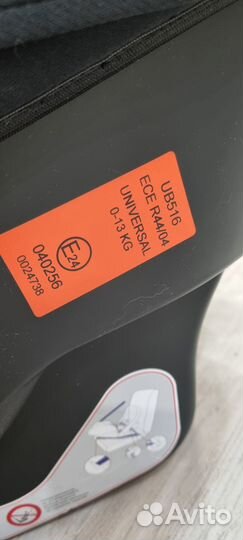 UB516
ECE R44/04
UNIVERSAL
0-13 KG
E24
040256
0024738
Avito